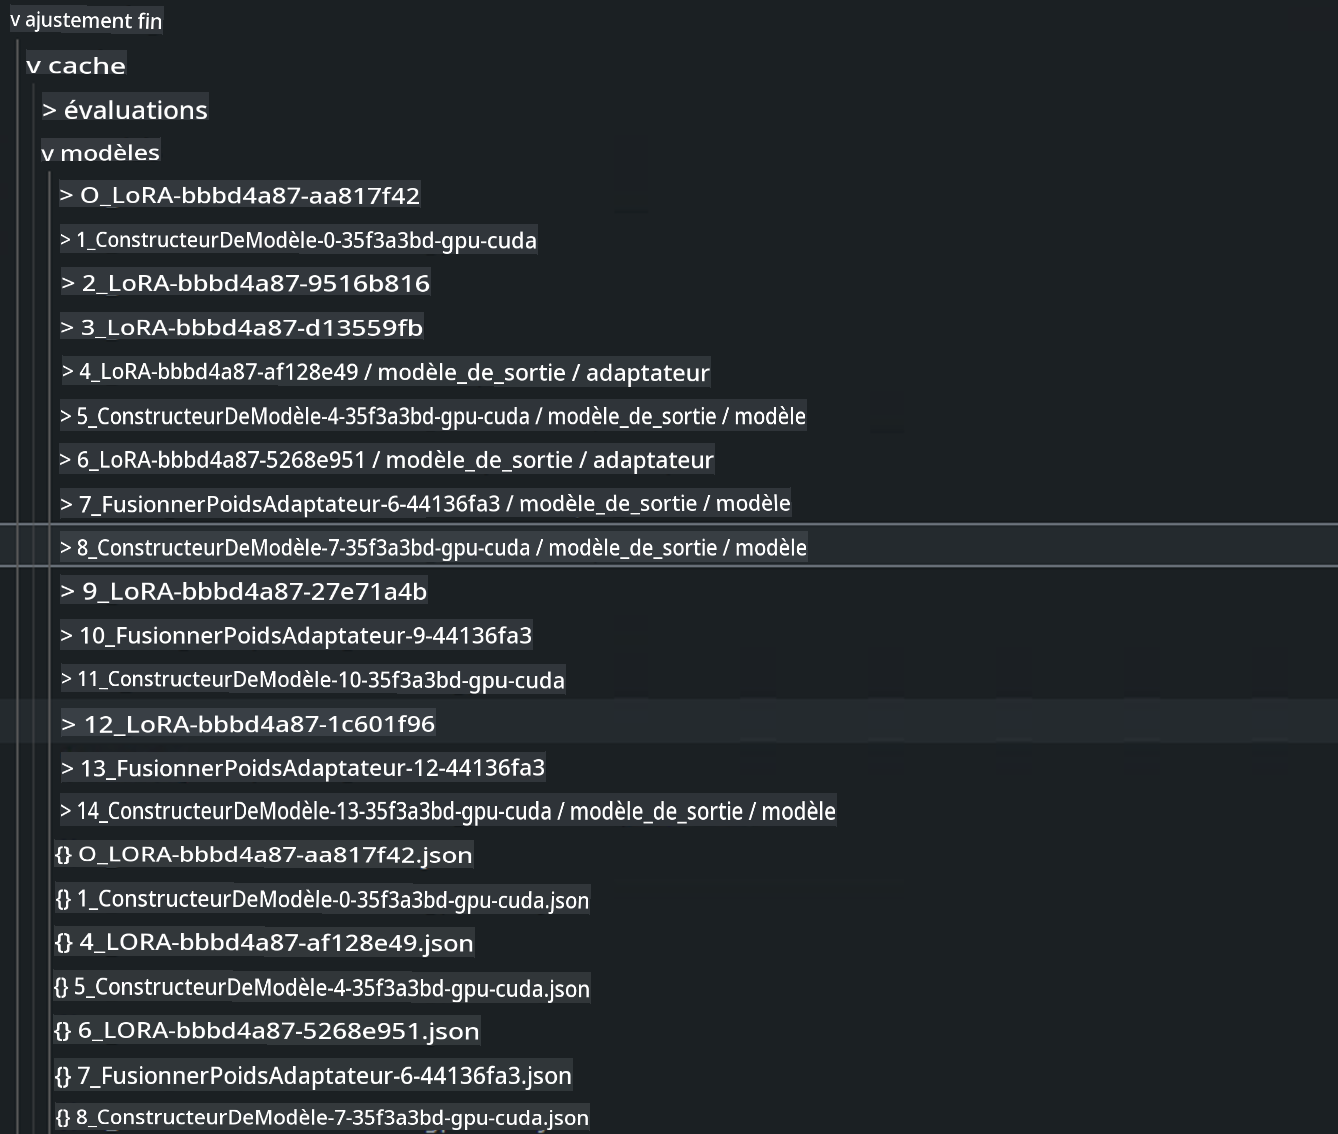 v ajustement fin
v cache
> évaluations
v modèles
> O_LoRA-bbbd4a87-aa817f42
> 1_ConstructeurDeModèle-0-35f3a3bd-gpu-cuda
> 2_LoRA-bbbd4a87-9516b816
> 3_LoRA-bbbd4a87-d13559fb
> 4_LoRA-bbbd4a87-af128e49 / modèle_de_sortie / adaptateur
> 5_ConstructeurDeModèle-4-35f3a3bd-gpu-cuda / modèle_de_sortie / modèle
> 6_LoRA-bbbd4a87-5268e951 / modèle_de_sortie / adaptateur
> 7_FusionnerPoidsAdaptateur-6-44136fa3 / modèle_de_sortie / modèle
> 8_ConstructeurDeModèle-7-35f3a3bd-gpu-cuda / modèle_de_sortie / modèle
> 9_LoRA-bbbd4a87-27e71a4b
> 10_FusionnerPoidsAdaptateur-9-44136fa3
> 11_ConstructeurDeModèle-10-35f3a3bd-gpu-cuda
> 12_LoRA-bbbd4a87-1c601f96
> 13_FusionnerPoidsAdaptateur-12-44136fa3
> 14_ConstructeurDeModèle-13-35f3a3bd-gpu-cuda / modèle_de_sortie / modèle
{} O_LORA-bbbd4a87-aa817f42.json
{} 1_ConstructeurDeModèle-0-35f3a3bd-gpu-cuda.json
{} 4_LORA-bbbd4a87-af128e49.json
{} 5_ConstructeurDeModèle-4-35f3a3bd-gpu-cuda.json
{} 6_LORA-bbbd4a87-5268e951.json
{} 7_FusionnerPoidsAdaptateur-6-44136fa3.json
{} 8_ConstructeurDeModèle-7-35f3a3bd-gpu-cuda.json